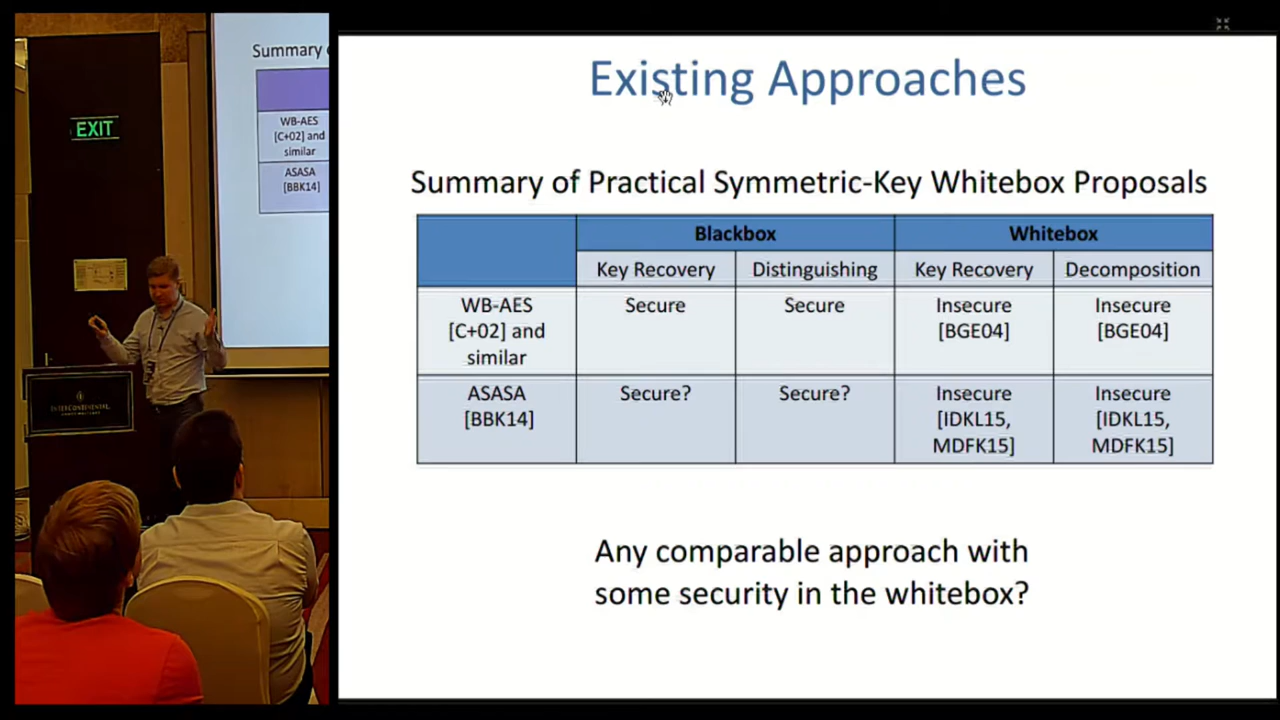 EXIT
Summary
WB-AES
[C+02] and
similar
ASASA
[BBK14]
INTERCONTINENTAL
Existing Approaches
Summary of Practical Symmetric-Key Whitebox Proposals
Blackbox Whitebox
Key Recovery Distinguishing Key Recovery Decomposition
WB-AES Secure Secure Insecure Insecure
[C+02] and [BGE04] [BGE04]
similar
ASASA Secure? Secure? Insecure Insecure
[BBK14] [IDKL15, [IDKL15,
MDFK15] MDFK15]
Any comparable approach with
some security in the whitebox?